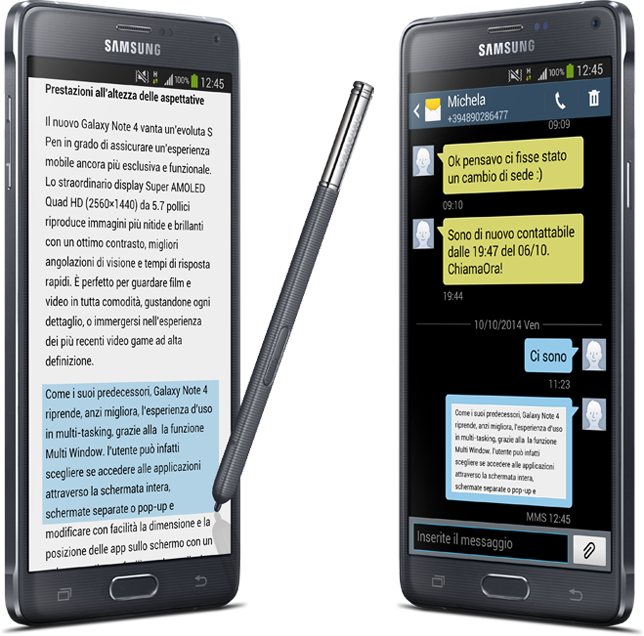 SAMSUNG
100% 12:45
Prestazioni all'altezza delle aspettative
Il nuovo Galaxy Note 4 vanta un'evoluta S
Pen in grado di assicurare un'esperienza
mobile ancora più esclusiva e funzionale.
Lo straordinario display Super AMOLED
Quad HD (2560×1440) da 5.7 pollici
riproduce immagini più nitide e brillanti
con un ottimo contrasto, migliori
angolazioni di visione e tempi di risposta
rapidi. È perfetto per guardare film e
video in tutta comodità, gustandone ogni
dettaglio, o immergersi nell'esperienza
dei più recenti video game ad alta
definizione.
Come i suoi predecessori, Galaxy Note 4
riprende, anzi migliora, l'esperienza d'uso
in multi-tasking, grazie alla la funzione
Multi Window. l'utente può infatti
scegliere se accedere alle applicazioni
attraverso la schermata intera,
schermate separate o pop-up e
modificare con facilità la dimensione e la
posizione delle app sullo schermo con un
SAMSUNG
100% 12:45
Michela
+394890286477
09:09
Ok pensavo ci fisse stato
un cambio di sede :)
09:10
Sono di nuovo contattabile
dalle 19:47 del 06/10.
ChiamaOra!
19:44
10/10/2014 Ven
Ci sono
11:23
Come i suoi predecessori, Galaxy Note 4
riprende, anzi migliora, l'esperienza d'uso
in multi-tasking, grazie alla la funzione
Multi Window. l'utente può infatti
scegliere se accedere alle applicazioni
attraverso la schermata intera,
schermate separate o pop-up e
MMS 12:45
Inserite il messaggio